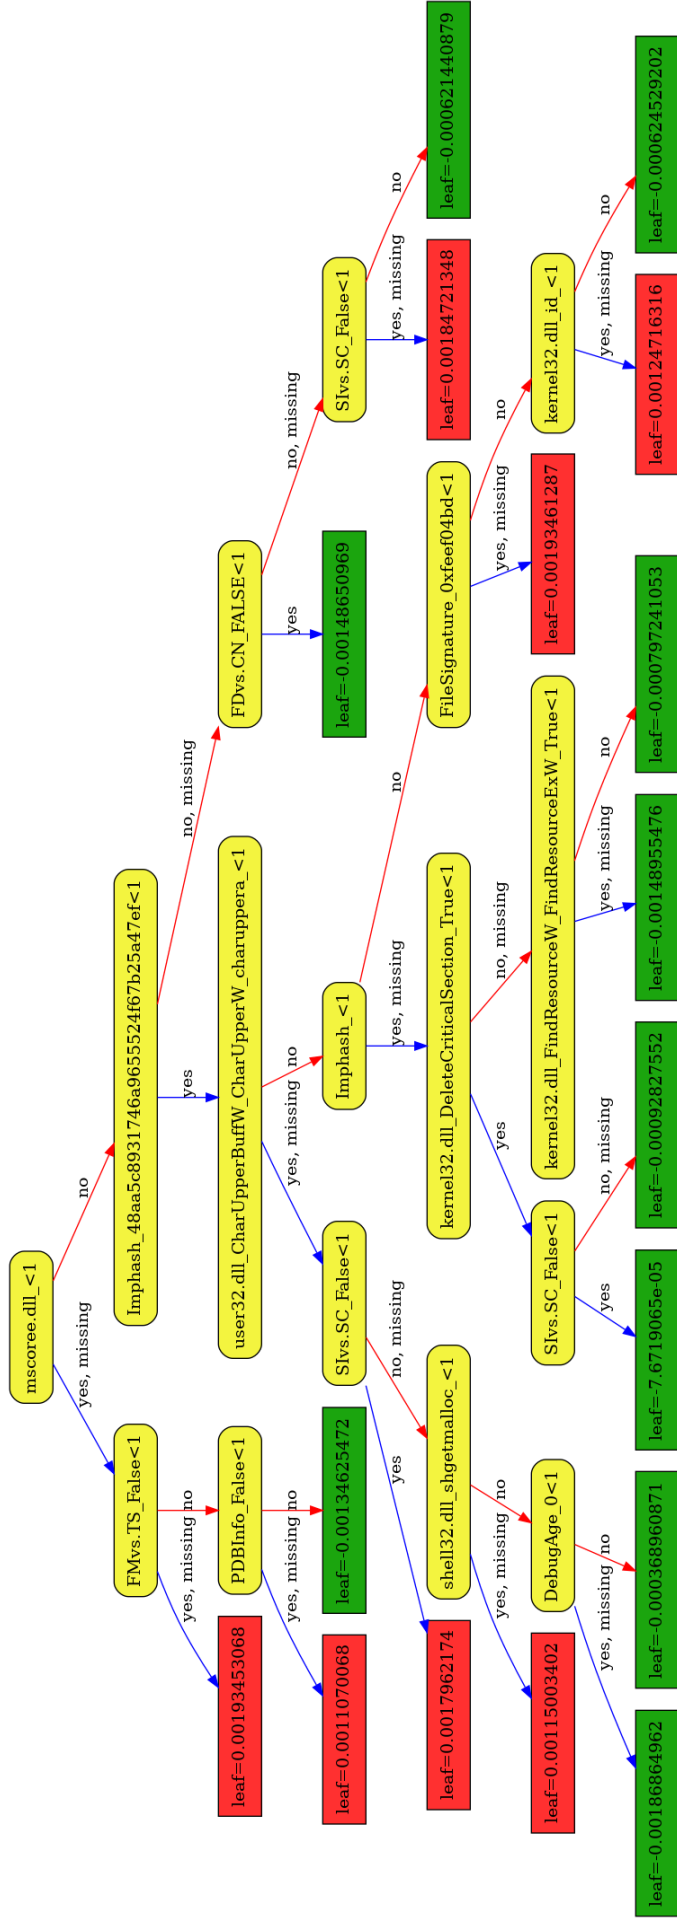 mscoree.dll_<1
yes, missing
no
FMvs.TS_False<1
Imphash_48aa5c8931746a9655524f67b25a47ef<1
yes, missing
no
yes
no, missing
leaf=0.00193453068
PDBInfo_False<1
user32.dll_CharUpperBuffW_CharUpperW_charuppera_<1
FDvs.CN_FALSE<1
yes, missing
no
yes, missing
no
yes
no, missing
leaf=0.0011070068
leaf=-0.00134625472
SIvs.SC_False<1
Imphash_<1
leaf=-0.00148650969
SIvs.SC_False<1
yes
no, missing
yes, missing
no
yes, missing
no
leaf=0.0017962174
shell32.dll_shgetmalloc_<1
kernel32.dll_DeleteCriticalSection_True<1
FileSignature_0xfeef04bd<1
leaf=0.00184721348
leaf=-0.000621440879
yes, missing
no
yes
no, missing
yes, missing
no
leaf=0.00115003402
DebugAge_0<1
SIvs.SC_False<1
kernel32.dll_FindResourceW_FindResourceExW_True<1
leaf=0.00193461287
kernel32.dll_id_<1
yes, missing
no
yes
no, missing
yes, missing
no
yes, missing
no
leaf=-0.00186864962
leaf=-0.000368960871
leaf=-7.6719065e-05
leaf=-0.00092827552
leaf=-0.00148955476
leaf=-0.000797241053
leaf=0.00124716316
leaf=-0.000624529202